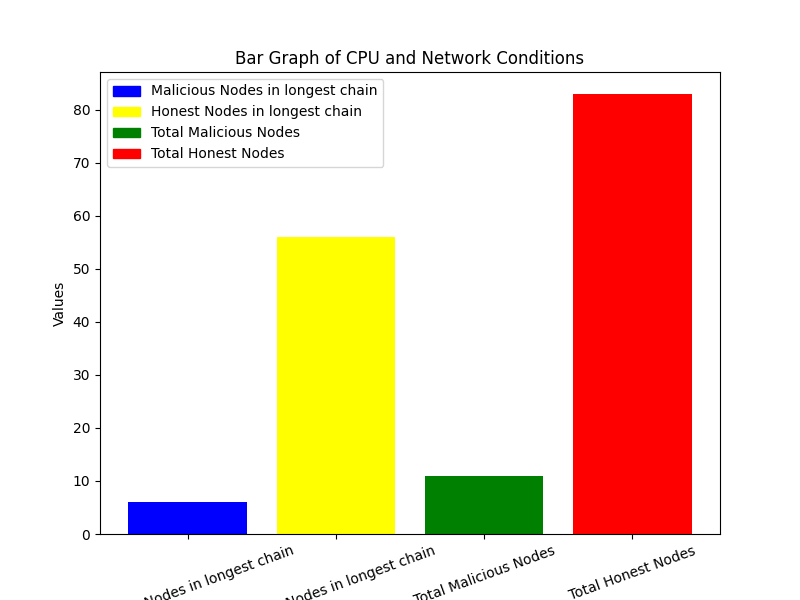 Bar Graph of CPU and Network Conditions
Malicious Nodes in longest chain
Honest Nodes in longest chain
Total Malicious Nodes
Total Honest Nodes
80
70
60
50
40
30
20
10
0
Values
Nodes in longest chain
Nodes in longest chain
Total Malicious Nodes
Total Honest Nodes